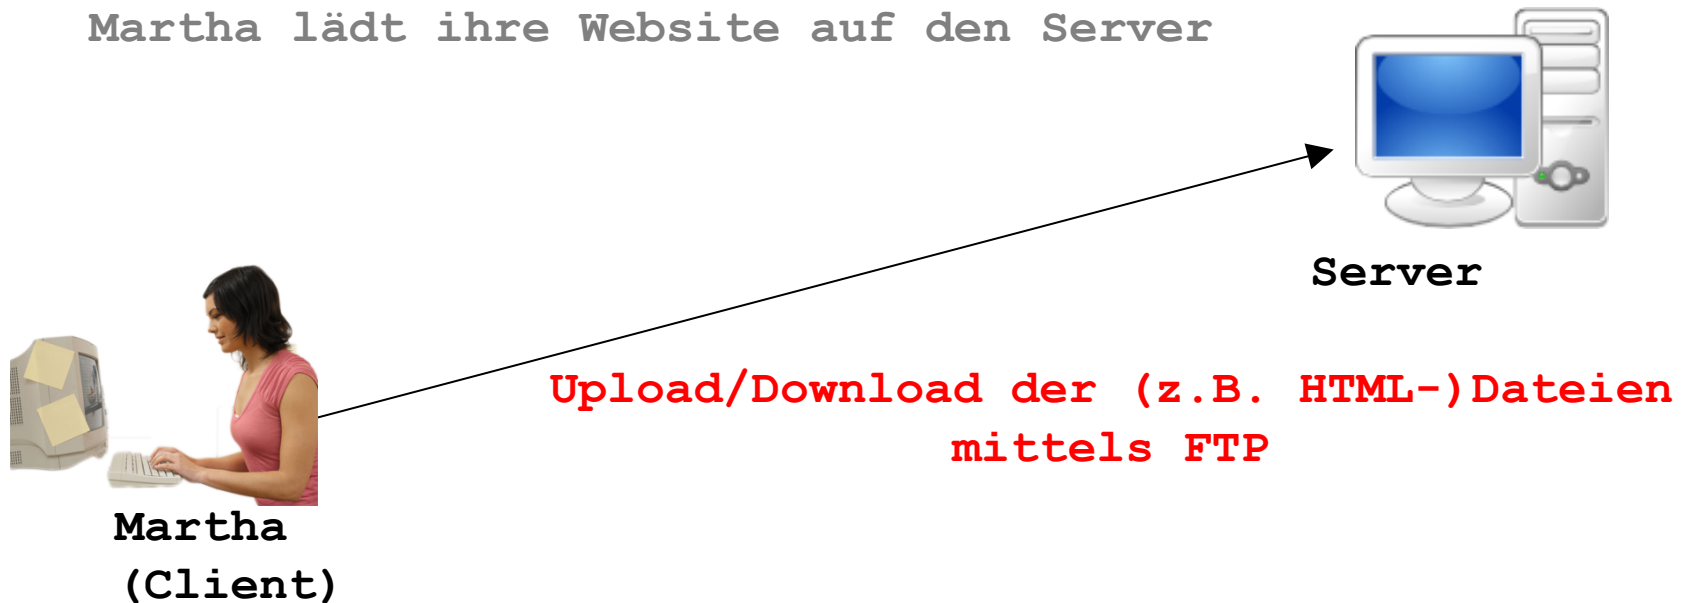 Martha lädt ihre Website auf den Server
Server
Upload/Download der (z.B. HTML-)Dateien
mittels FTP
Martha
(Client)